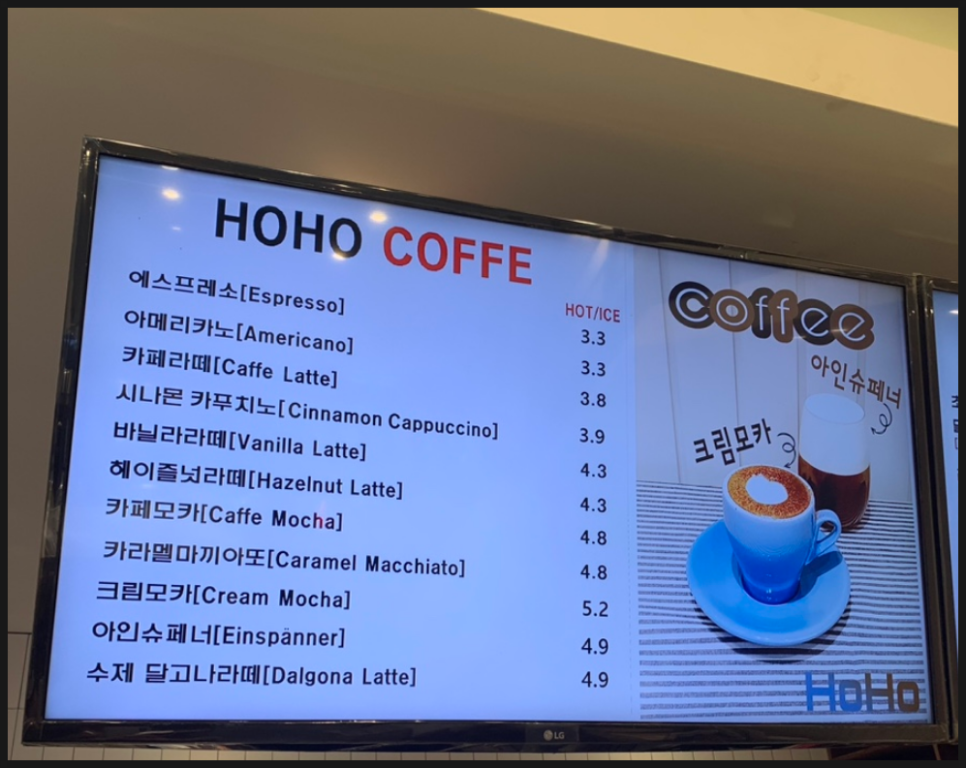 HOHO COFFE
HOT/ICE
에스프레소[Espresso] 3.3
아메리카노[Americano] 3.3
카페라떼[Caffe Latte] 3.8
시나몬 카푸치노[Cinnamon Cappuccino] 3.9
바닐라라떼[Vanilla Latte] 4.3
헤이즐넛라떼[Hazelnut Latte] 4.3
카페모카[Caffe Mocha] 4.8
카라멜마끼아또[Caramel Macchiato] 4.8
크림모카[Cream Mocha] 5.2
아인슈페너[Einspänner] 4.9
수제 달고나라떼[Dalgona Latte] 4.9
coffee
아인슈페너
크림모카
HoHo
LG